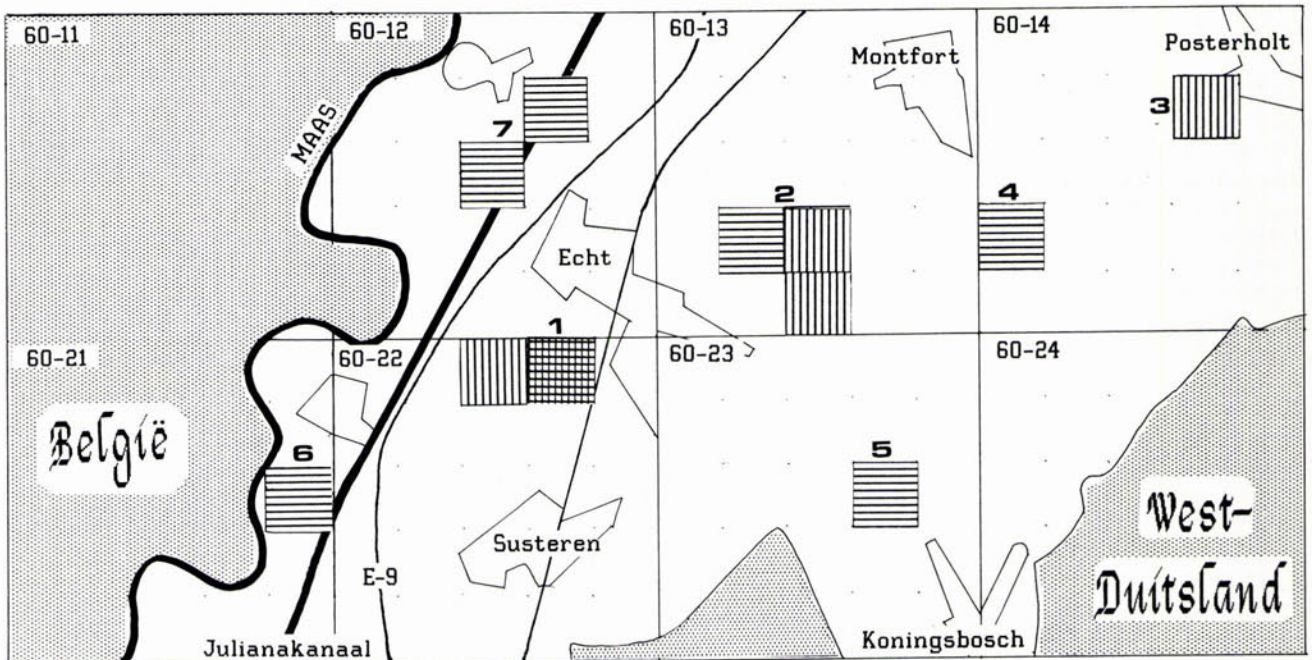 60-11
60-12
60-13
60-14
MAAS
Montfort
Posterholt
7
3
2
4
Echt
1
60-21
60-22
60-23
60-24
België
6
5
West-
Duitsland
Susteren
E-9
Julianakanaal
Koningsbosch